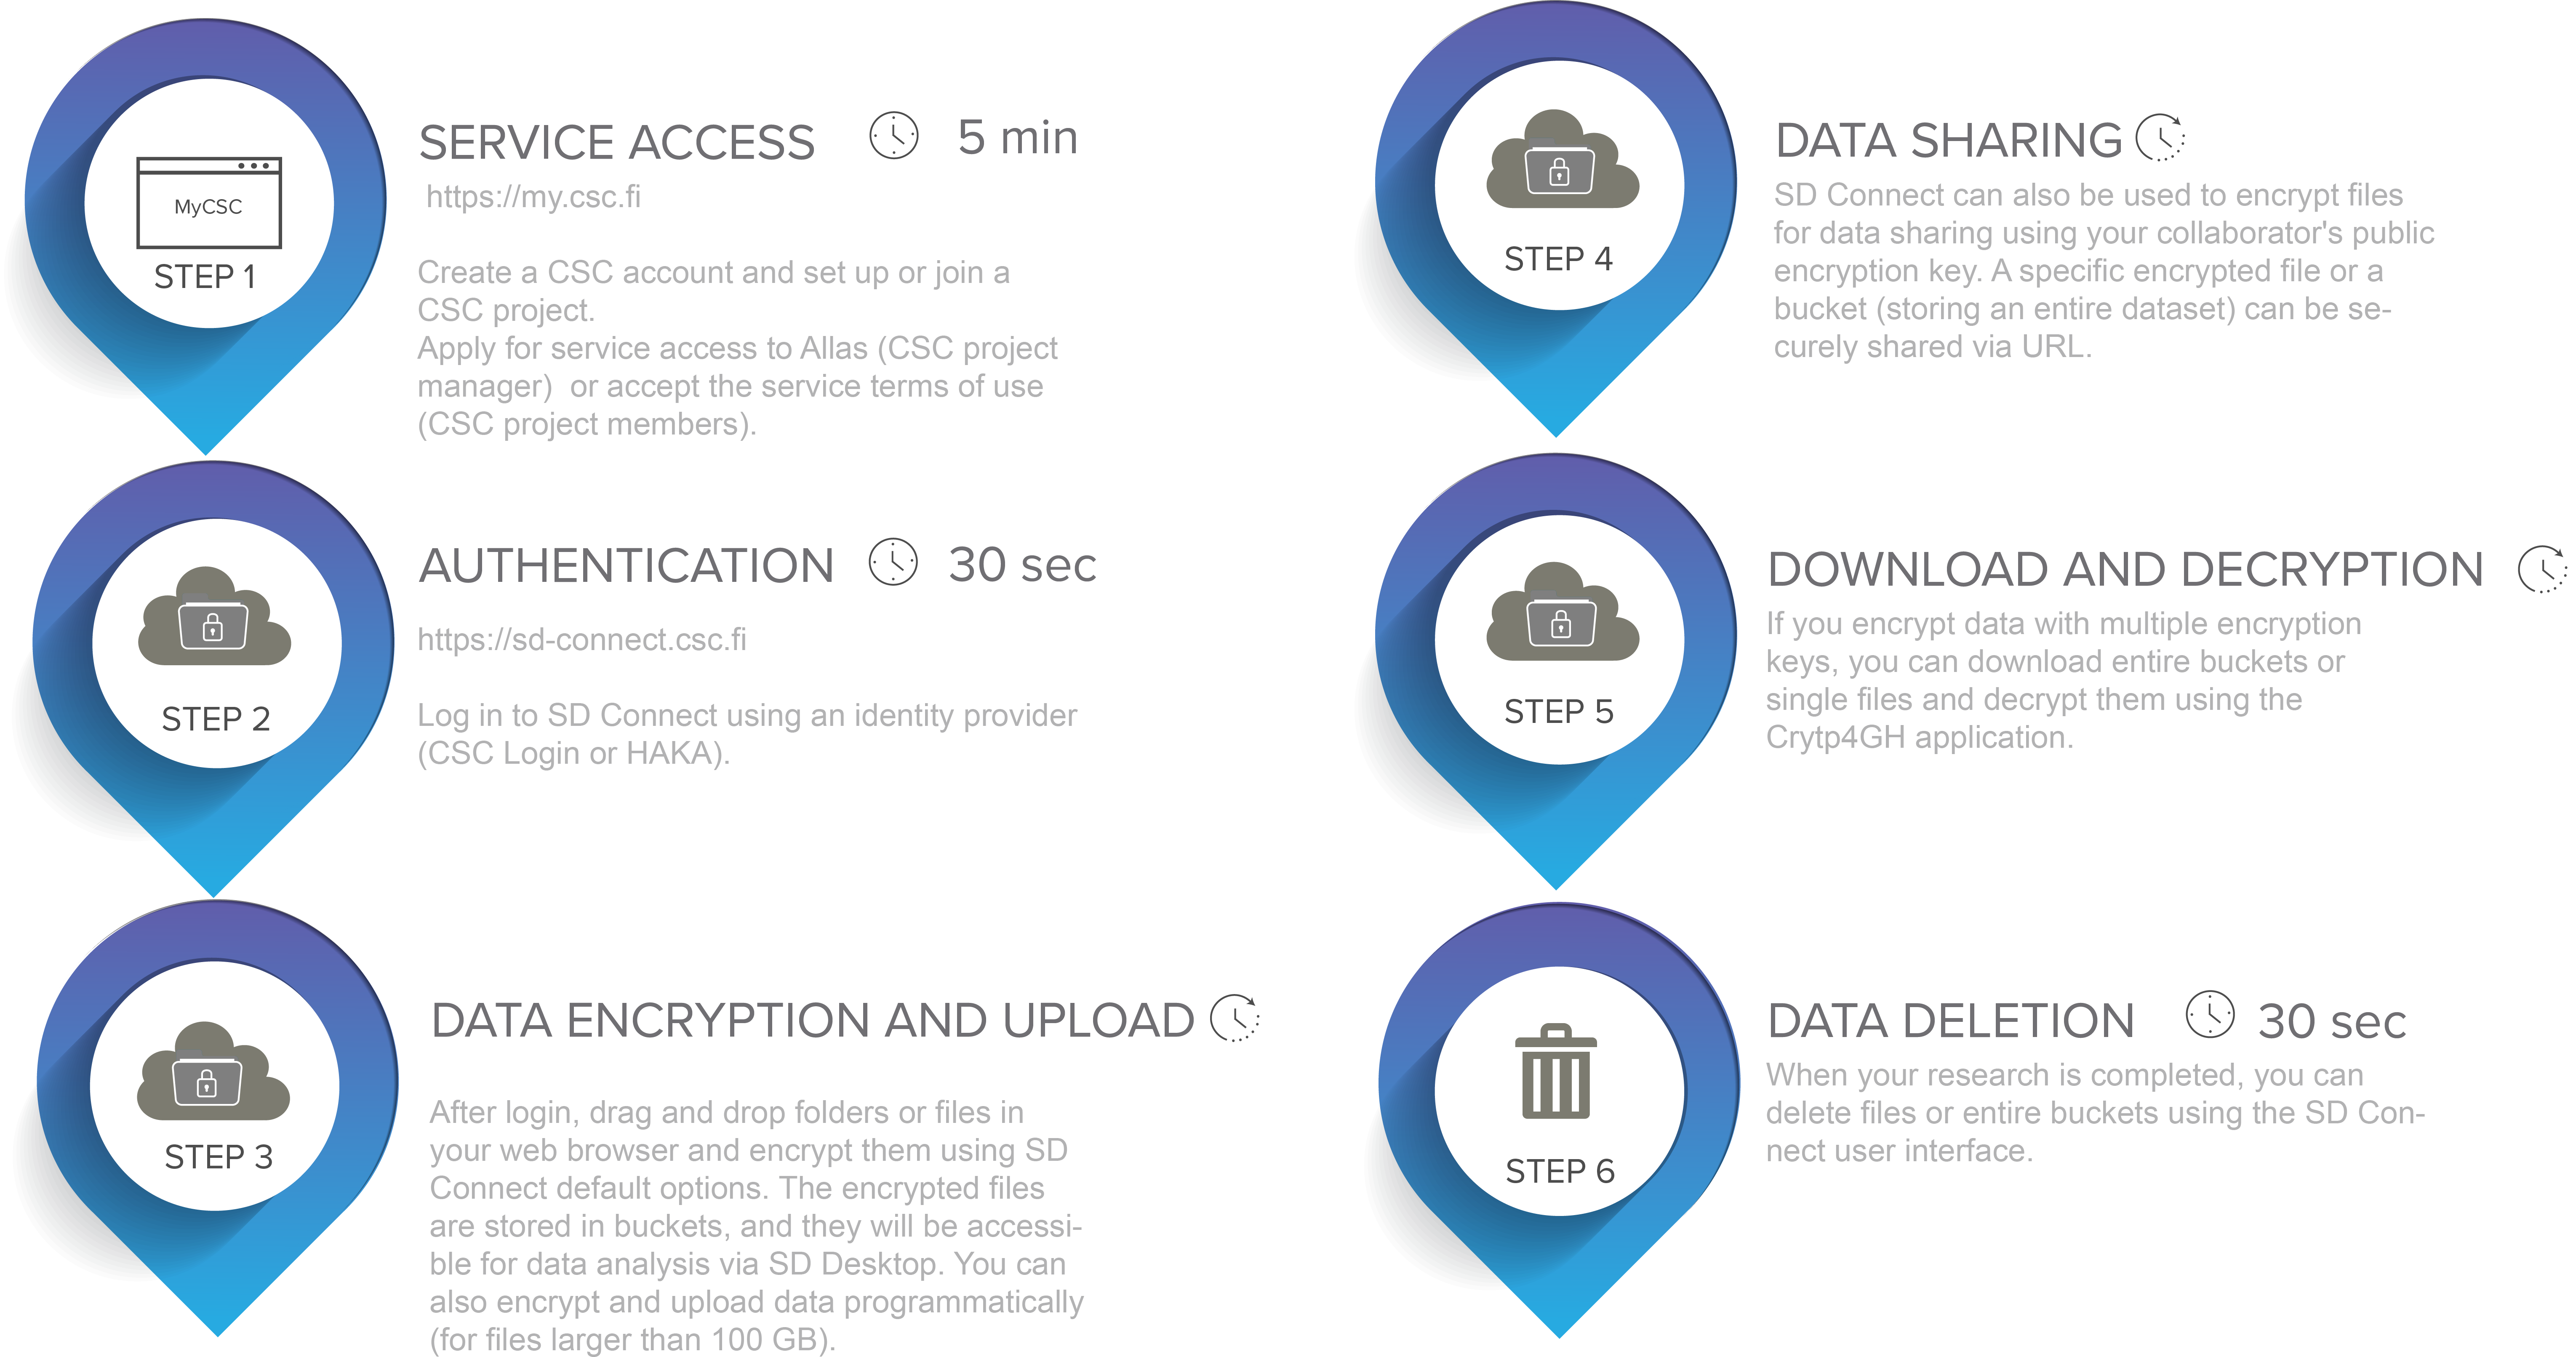 MyCSC
STEP 1
SERVICE ACCESS 5 min
https://my.csc.fi
Create a CSC account and set up or join a
CSC project.
Apply for service access to Allas (CSC project
manager)  or accept the service terms of use
(CSC project members).
STEP 2
AUTHENTICATION 30 sec
https://sd-connect.csc.fi
Log in to SD Connect using an identity provider
(CSC Login or HAKA).
STEP 3
DATA ENCRYPTION AND UPLOAD
After login, drag and drop folders or files in
your web browser and encrypt them using SD
Connect default options. The encrypted files
are stored in buckets, and they will be accessi-
ble for data analysis via SD Desktop. You can
also encrypt and upload data programmatically
(for files larger than 100 GB).
STEP 4
DATA SHARING
SD Connect can also be used to encrypt files
for data sharing using your collaborator's public
encryption key. A specific encrypted file or a
bucket (storing an entire dataset) can be se-
curely shared via URL.
STEP 5
DOWNLOAD AND DECRYPTION
If you encrypt data with multiple encryption
keys, you can download entire buckets or
single files and decrypt them using the
Crytp4GH application.
STEP 6
DATA DELETION 30 sec
When your research is completed, you can
delete files or entire buckets using the SD Con-
nect user interface.